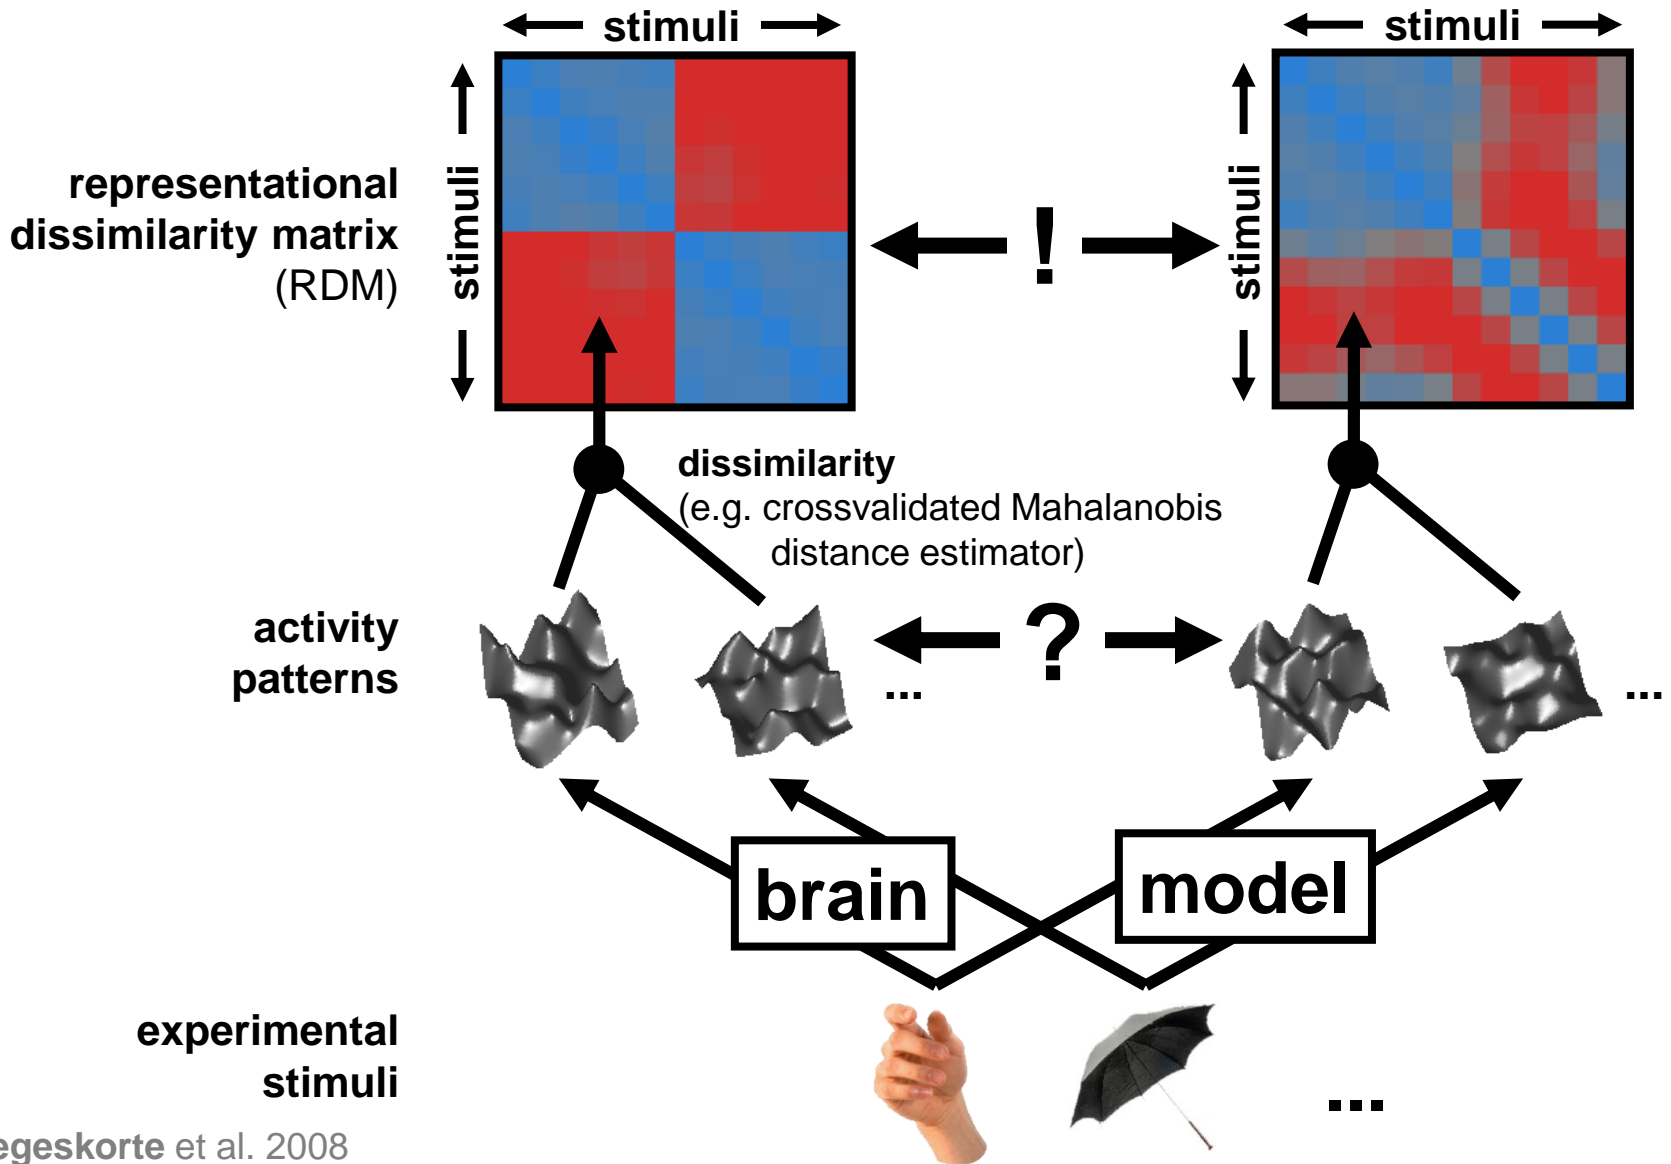 stimuli
stimuli
representational
dissimilarity matrix
(RDM)
stimuli
!
stimuli
dissimilarity
(e.g. crossvalidated Mahalanobis
distance estimator)
activity
patterns
...
?
...
brain
model
experimental
stimuli
...
egeskorte et al. 2008